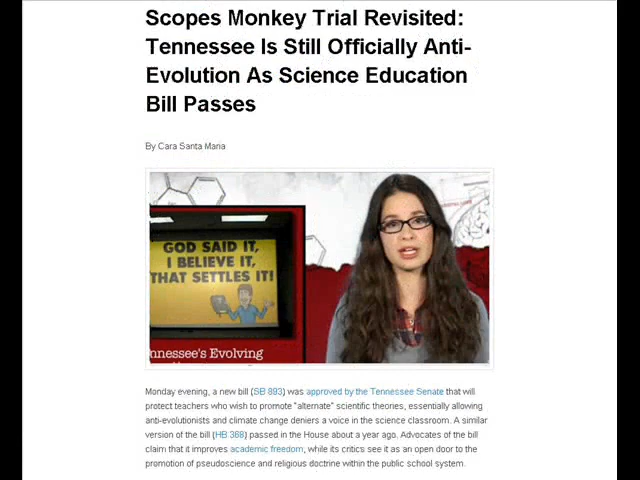 Scopes Monkey Trial Revisited:
Tennessee Is Still Officially Anti-
Evolution As Science Education
Bill Passes
By Cara Santa Maria
GOD SAID IT,
I BELIEVE IT,
THAT SETTLES IT!
nnessee's Evolving
Monday evening, a new bill (SB 893) was approved by the Tennessee Senate that will
protect teachers who wish to promote "alternate" scientific theories, essentially allowing
anti-evolutionists and climate change deniers a voice in the science classroom. A similar
version of the bill (HB 368) passed in the House about a year ago. Advocates of the bill
claim that it improves academic freedom, while its critics see it as an open door to the
promotion of pseudoscience and religious doctrine within the public school system.